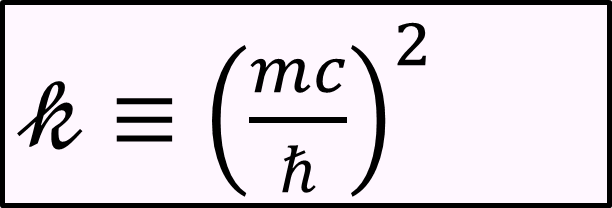 𝓀 ≡ (mc/ħ)²